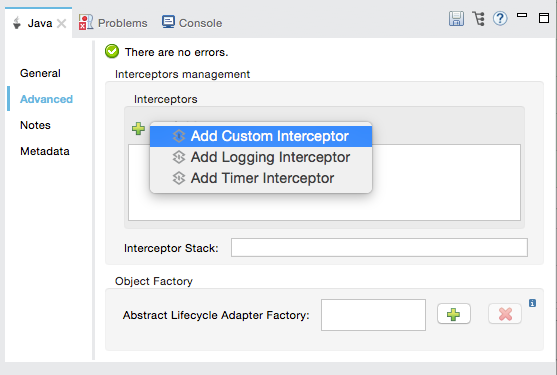 Java Problems Console
There are no errors.
General
Advanced
Notes
Metadata
Interceptors management
Interceptors
Add Custom Interceptor
Add Logging Interceptor
Add Timer Interceptor
Interceptor Stack:
Object Factory
Abstract Lifecycle Adapter Factory: